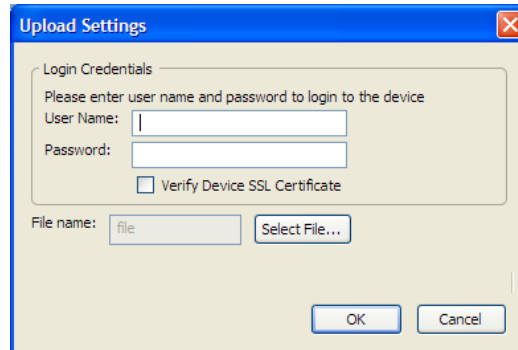 Upload Settings
Login Credentials
Please enter user name and password to login to the device
User Name:
Password:
Verify Device SSL Certificate
File name: file Select File...
OK Cancel